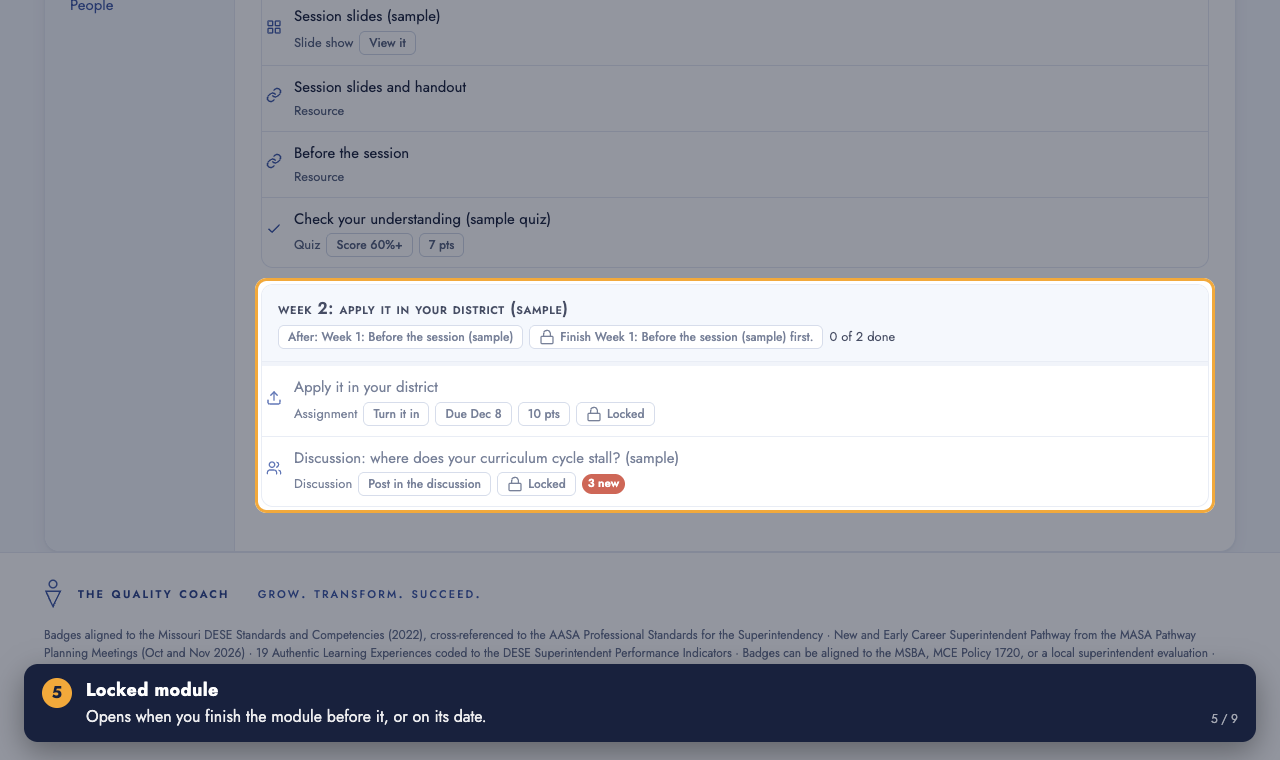 People
Session slides (sample)
Slide show View it
Session slides and handout
Resource
Before the session
Resource
Check your understanding (sample quiz)
Quiz Score 60%+ 7 pts
WEEK 2: APPLY IT IN YOUR DISTRICT (SAMPLE)
After: Week 1: Before the session (sample) Finish Week 1: Before the session (sample) first. 0 of 2 done
Apply it in your district
Assignment Turn it in Due Dec 8 10 pts Locked
Discussion: where does your curriculum cycle stall? (sample)
Discussion Post in the discussion Locked 3 new
THE QUALITY COACH GROW. TRANSFORM. SUCCEED.
Badges aligned to the Missouri DESE Standards and Competencies (2022), cross-referenced to the AASA Professional Standards for the Superintendency · New and Early Career Superintendent Pathway from the MASA Pathway
Planning Meetings (Oct and Nov 2026) · 19 Authentic Learning Experiences coded to the DESE Superintendent Performance Indicators · Badges can be aligned to the MSBA, MCE Policy 1720, or a local superintendent evaluation ·
5 Locked module
Opens when you finish the module before it, or on its date.
5 / 9